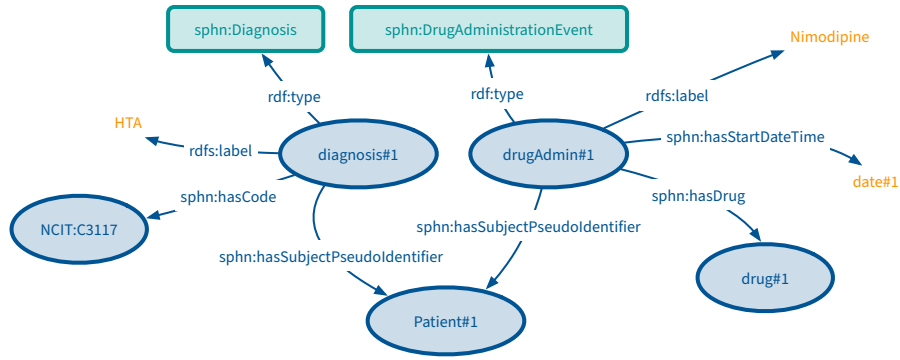 sphn:Diagnosis
sphn:DrugAdministrationEvent
Nimodipine
rdf:type
rdf:type
rdfs:label
HTA
rdfs:label
diagnosis#1
drugAdmin#1
sphn:hasStartDateTime
date#1
sphn:hasCode
sphn:hasDrug
NCIT:C3117
sphn:hasSubjectPseudoIdentifier
sphn:hasSubjectPseudoIdentifier
drug#1
Patient#1